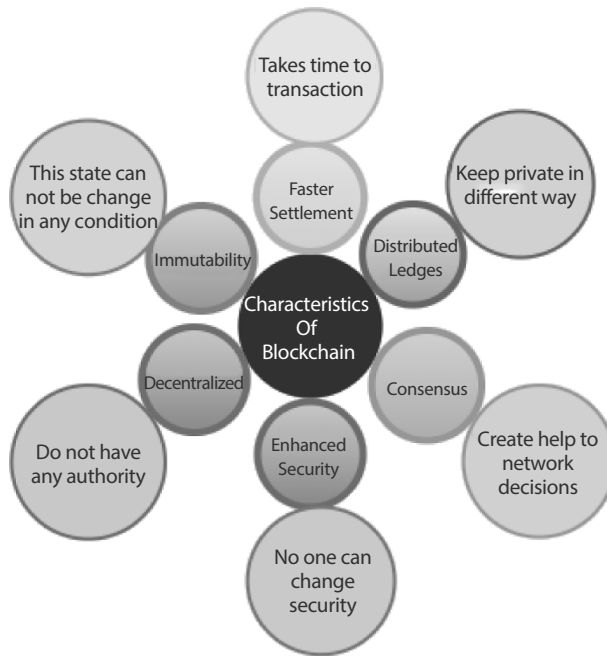 Takes time to
transaction
Faster
Settlement
This state can
not be change
in any condition
Immutability
Keep private in
different way
Distributed
Ledges
Characteristics
Of
Blockchain
Decentralized
Do not have
any authority
Consensus
Create help to
network
decisions
Enhanced
Security
No one can
change
security